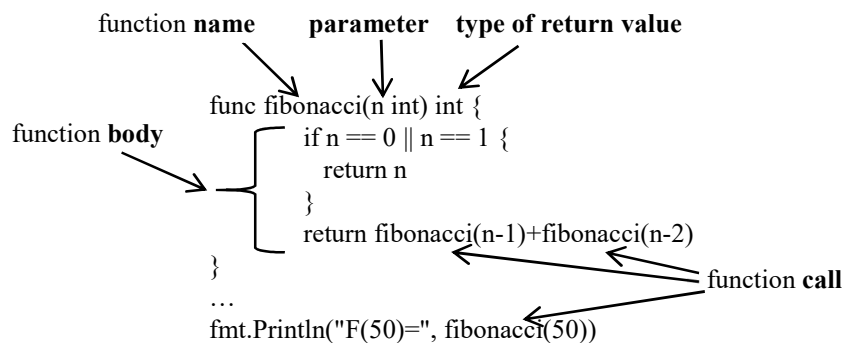 function name parameter type of return value
func fibonacci(n int) int {
function body
if n == 0 || n == 1 {
return n
}
return fibonacci(n-1)+fibonacci(n-2)
}
function call
…
fmt.Println("F(50)=", fibonacci(50))